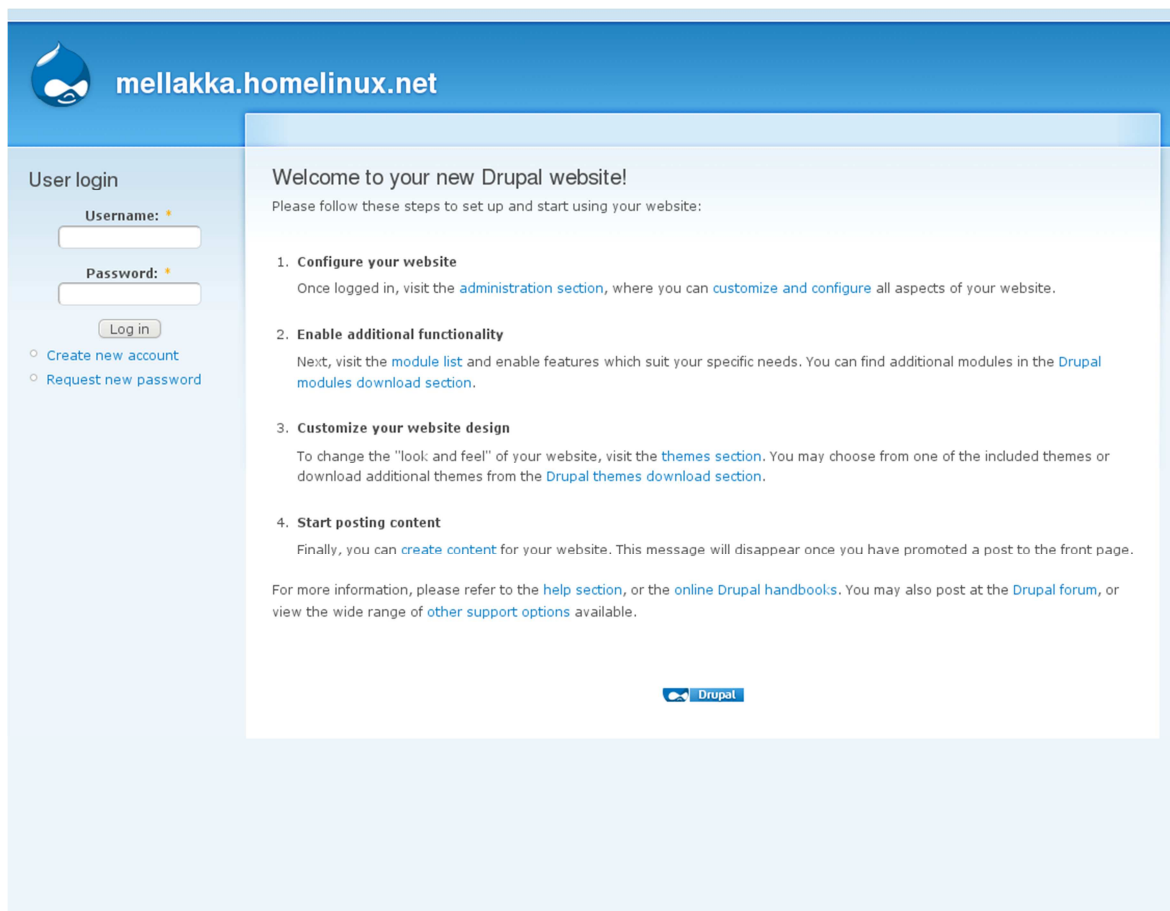 mellakka.homelinux.net
User login
Username: *
Password: *
Log in
Create new account
Request new password
Welcome to your new Drupal website!
Please follow these steps to set up and start using your website:
1. Configure your website
Once logged in, visit the administration section, where you can customize and configure all aspects of your website.
2. Enable additional functionality
Next, visit the module list and enable features which suit your specific needs. You can find additional modules in the Drupal
modules download section.
3. Customize your website design
To change the "look and feel" of your website, visit the themes section. You may choose from one of the included themes or
download additional themes from the Drupal themes download section.
4. Start posting content
Finally, you can create content for your website. This message will disappear once you have promoted a post to the front page.
For more information, please refer to the help section, or the online Drupal handbooks. You may also post at the Drupal forum, or
view the wide range of other support options available.
Drupal